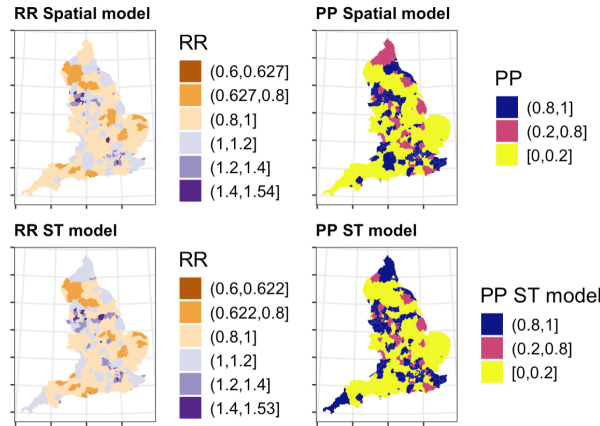 RR Spatial model
RR
(0.6,0.627]
(0.627,0.8]
(0.8,1]
(1,1.2]
(1.2,1.4]
(1.4,1.54]
PP Spatial model
PP
(0.8,1]
(0.2,0.8]
[0,0.2]
RR ST model
RR
(0.6,0.622]
(0.622,0.8]
(0.8,1]
(1,1.2]
(1.2,1.4]
(1.4,1.53]
PP ST model
PP ST model
(0.8,1]
(0.2,0.8]
[0,0.2]